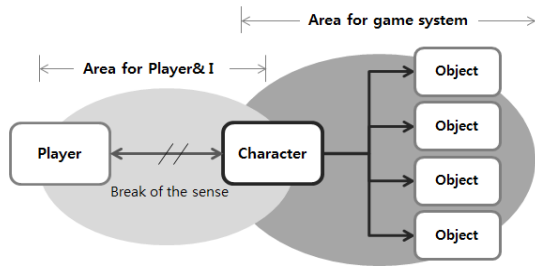 Area for game system
Area for Player& I
Object
Object
Player
Character
Break of the sense
Object
Object